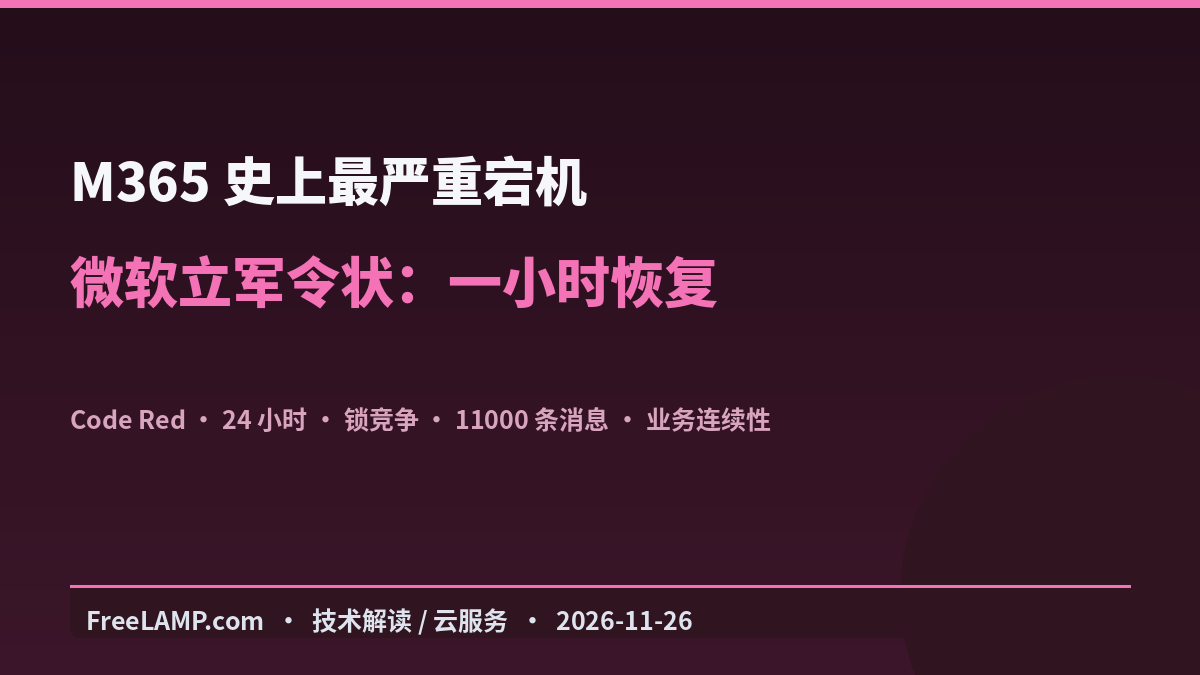 M365 史上最严重宕机
微软立军令状：一小时恢复
Code Red · 24 小时 · 锁竞争 · 11000 条消息 · 业务连续性
FreeLAMP.com · 技术解读 / 云服务 · 2026-11-26